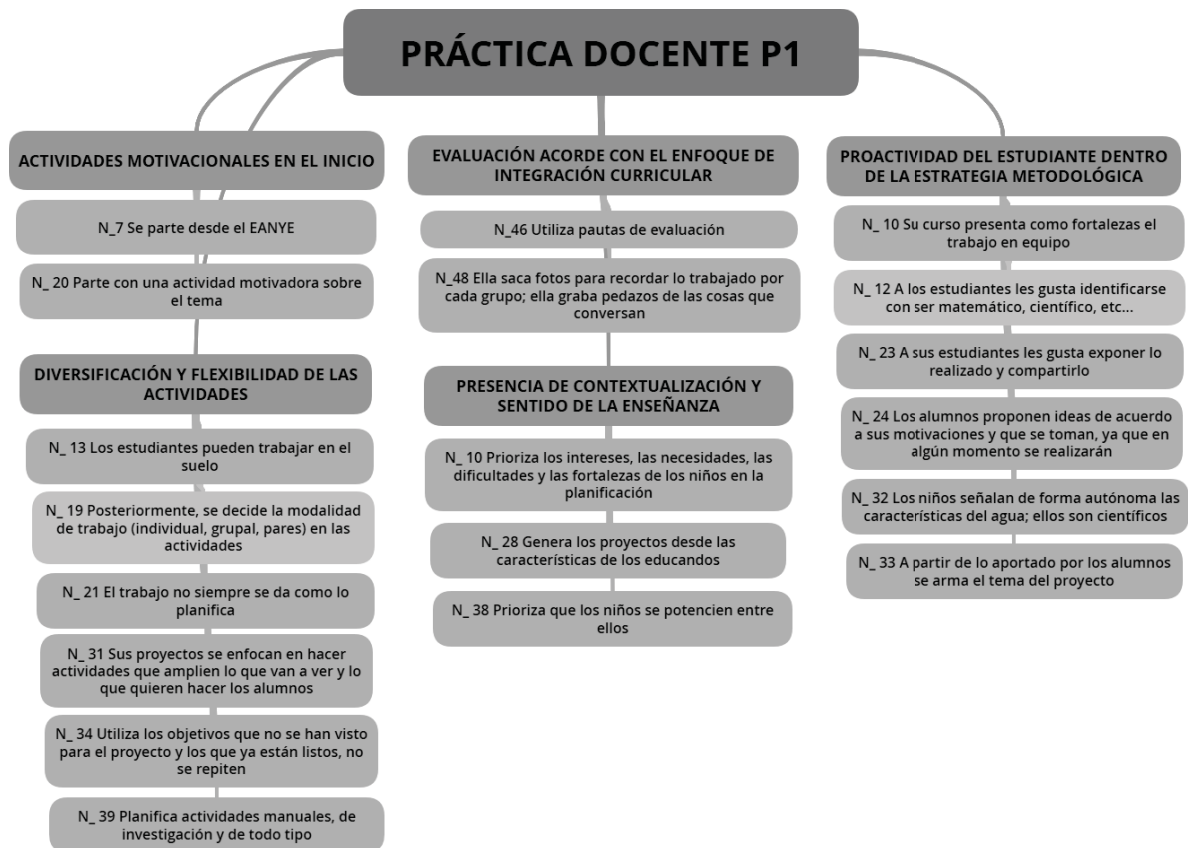 PRÁCTICA DOCENTE P1
ACTIVIDADES MOTIVACIONALES EN EL INICIO
N_7 Se parte desde el EANYE
N_ 20 Parte con una actividad motivadora sobre
el tema
DIVERSIFICACIÓN Y FLEXIBILIDAD DE LAS
ACTIVIDADES
N_ 13 Los estudiantes pueden trabajar en el
suelo
N_ 19 Posteriormente, se decide la modalidad
de trabajo (individual, grupal, pares) en las
actividades
N_ 21 El trabajo no siempre se da como lo
planifica
N_ 31 Sus proyectos se enfocan en hacer
actividades que amplien lo que van a ver y lo
que quieren hacer los alumnos
N_ 34 Utiliza los objetivos que no se han visto
para el proyecto y los que ya están listos, no
se repiten
N_ 39 Planifica actividades manuales, de
investigación y de todo tipo
EVALUACIÓN ACORDE CON EL ENFOQUE DE
INTEGRACIÓN CURRICULAR
N_46 Utiliza pautas de evaluación
N_48 Ella saca fotos para recordar lo trabajado por
cada grupo; ella graba pedazos de las cosas que
conversan
PRESENCIA DE CONTEXTUALIZACIÓN Y
SENTIDO DE LA ENSEÑANZA
N_ 10 Prioriza los intereses, las necesidades, las
dificultades y las fortalezas de los niños en la
planificación
N_ 28 Genera los proyectos desde las
características de los educandos
N_ 38 Prioriza que los niños se potencien entre
ellos
PROACTIVIDAD DEL ESTUDIANTE DENTRO
DE LA ESTRATEGIA METODOLÓGICA
N_ 10 Su curso presenta como fortalezas el
trabajo en equipo
N_ 12 A los estudiantes les gusta identificarse
con ser matemático, científico, etc...
N_ 23 A sus estudiantes les gusta exponer lo
realizado y compartirlo
N_ 24 Los alumnos proponen ideas de acuerdo
a sus motivaciones y que se toman, ya que en
algún momento se realizarán
N_ 32 Los niños señalan de forma autónoma las
características del agua; ellos son científicos
N_ 33 A partir de lo aportado por los alumnos
se arma el tema del proyecto